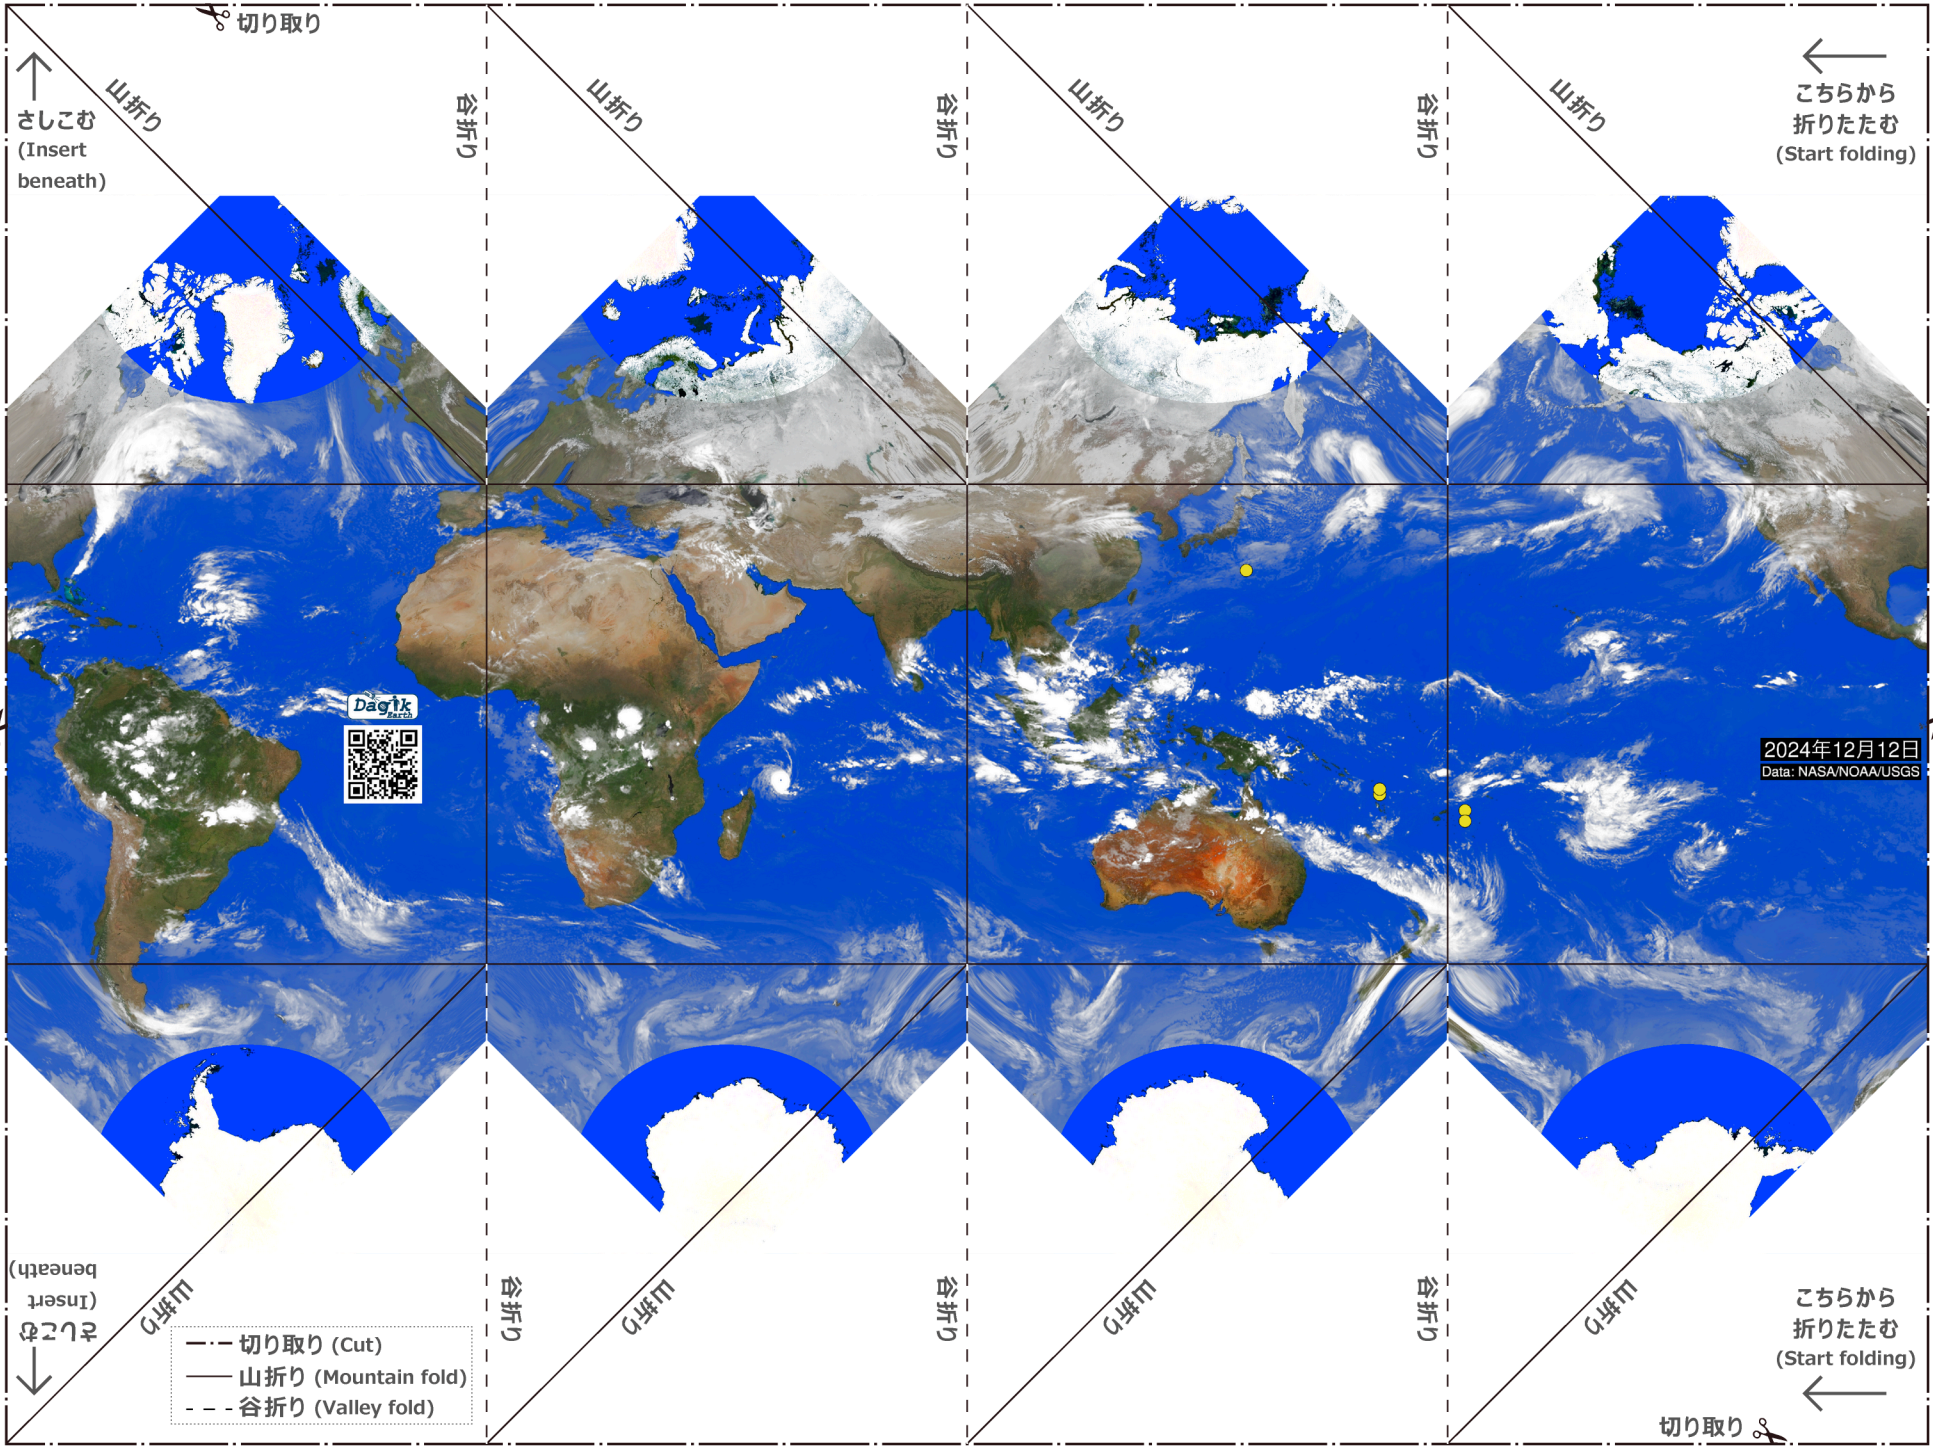 切り取り
山折り
谷折り
山折り
谷折り
山折り
谷折り
山折り
さしこむ
(Insert
beneath)
こちらから
折りたたむ
(Start folding)
Dagik
Earth
2024年12月12日
Data: NASA/NOAA/USGS
さしこむ
(Insert
beneath)
山折り
谷折り
山折り
谷折り
山折り
谷折り
山折り
こちらから
折りたたむ
(Start folding)
切り取り (Cut)
山折り (Mountain fold)
谷折り (Valley fold)
切り取り